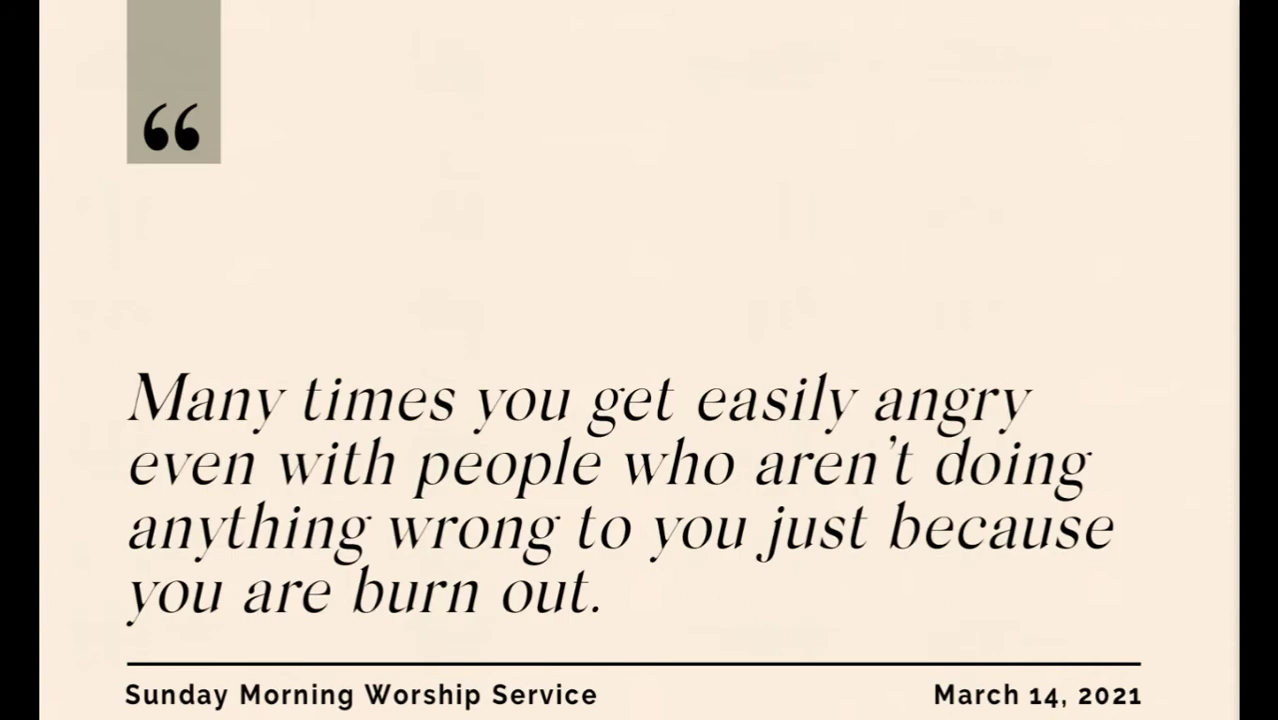 “
Many times you get easily angry
even with people who aren't doing
anything wrong to you just because
you are burn out.
Sunday Morning Worship Service
March 14, 2021